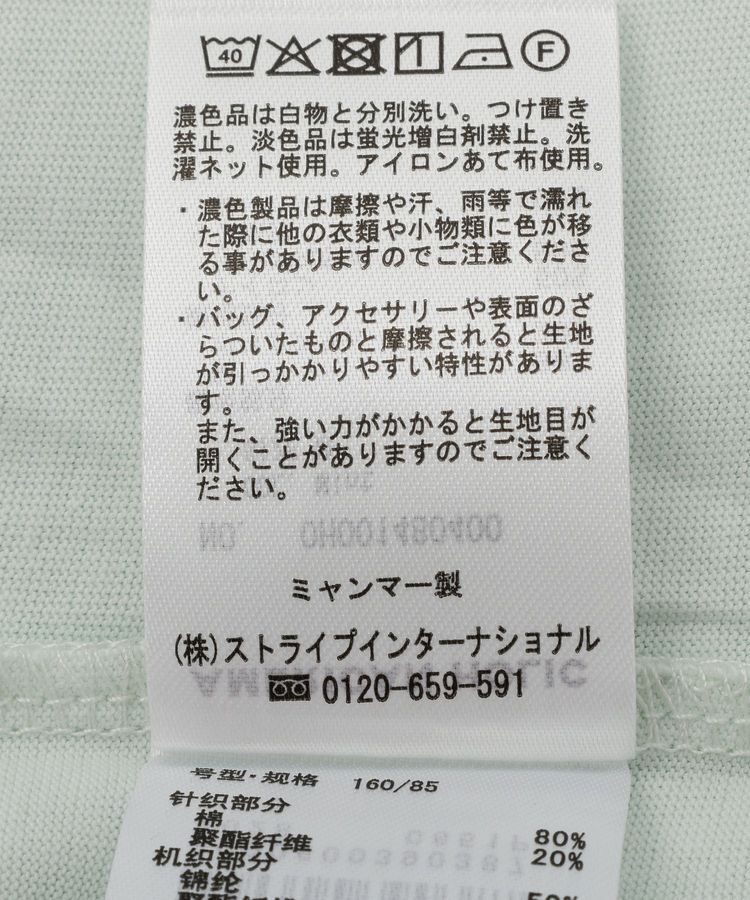 40
F
濃色品は白物と分別洗い。つけ置き
禁止。淡色品は蛍光増白剤禁止。洗
濯ネット使用。アイロンあて布使用。
・濃色製品は摩擦や汗、雨等で濡れ
た際に他の衣類や小物類に色が移
る事がありますのでご注意くださ
い。
・バッグ、アクセサリーや表面のざ
らついたものと摩擦されると生地
が引っかかりやすい特性がありま
す。
また、強い力がかかると生地目が
開くことがありますのでご注意く
ださい。
ミャンマー製
(株)ストライプインターナショナル
0120-659-591
号型·规格 160/85
针织部分
棉 80%
聚酯纤维 20%
机织部分
锦纶 50%
聚酯纤维